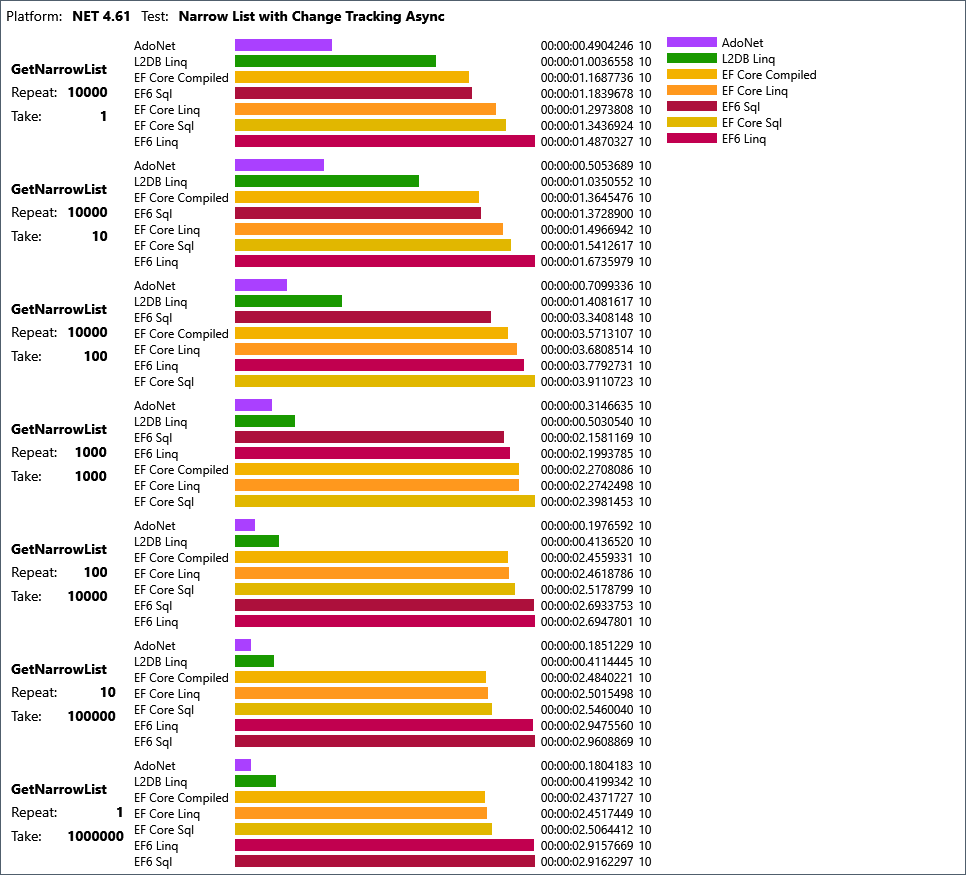 Platform: NET 4.61 Test: Narrow List with Change Tracking Async
GetNarrowList
Repeat: 10000
Take: 1
AdoNet 00:00:00.4904246 10
L2DB Linq 00:00:01.0036558 10
EF Core Compiled 00:00:01.1687736 10
EF6 Sql 00:00:01.1839678 10
EF Core Linq 00:00:01.2973808 10
EF Core Sql 00:00:01.3436924 10
EF6 Linq 00:00:01.4870327 10
AdoNet
L2DB Linq
EF Core Compiled
EF Core Linq
EF6 Sql
EF Core Sql
EF6 Linq
GetNarrowList
Repeat: 10000
Take: 10
AdoNet 00:00:00.5053689 10
L2DB Linq 00:00:01.0350552 10
EF Core Compiled 00:00:01.3645476 10
EF6 Sql 00:00:01.3728900 10
EF Core Linq 00:00:01.4966942 10
EF Core Sql 00:00:01.5412617 10
EF6 Linq 00:00:01.6735979 10
GetNarrowList
Repeat: 10000
Take: 100
AdoNet 00:00:00.7099336 10
L2DB Linq 00:00:01.4081617 10
EF6 Sql 00:00:03.3408148 10
EF Core Compiled 00:00:03.5713107 10
EF Core Linq 00:00:03.6808514 10
EF6 Linq 00:00:03.7792731 10
EF Core Sql 00:00:03.9110723 10
GetNarrowList
Repeat: 1000
Take: 1000
AdoNet 00:00:00.3146635 10
L2DB Linq 00:00:00.5030540 10
EF6 Sql 00:00:02.1581169 10
EF6 Linq 00:00:02.1993785 10
EF Core Compiled 00:00:02.2708086 10
EF Core Linq 00:00:02.2742498 10
EF Core Sql 00:00:02.3981453 10
GetNarrowList
Repeat: 100
Take: 10000
AdoNet 00:00:00.1976592 10
L2DB Linq 00:00:00.4136520 10
EF Core Compiled 00:00:02.4559331 10
EF Core Linq 00:00:02.4618786 10
EF Core Sql 00:00:02.5178799 10
EF6 Sql 00:00:02.6933753 10
EF6 Linq 00:00:02.6947801 10
GetNarrowList
Repeat: 10
Take: 100000
AdoNet 00:00:00.1851229 10
L2DB Linq 00:00:00.4114445 10
EF Core Compiled 00:00:02.4840221 10
EF Core Linq 00:00:02.5015498 10
EF Core Sql 00:00:02.5460040 10
EF6 Linq 00:00:02.9475560 10
EF6 Sql 00:00:02.9608869 10
GetNarrowList
Repeat: 1
Take: 1000000
AdoNet 00:00:00.1804183 10
L2DB Linq 00:00:00.4199342 10
EF Core Compiled 00:00:02.4371727 10
EF Core Linq 00:00:02.4517449 10
EF Core Sql 00:00:02.5064412 10
EF6 Linq 00:00:02.9157669 10
EF6 Sql 00:00:02.9162297 10